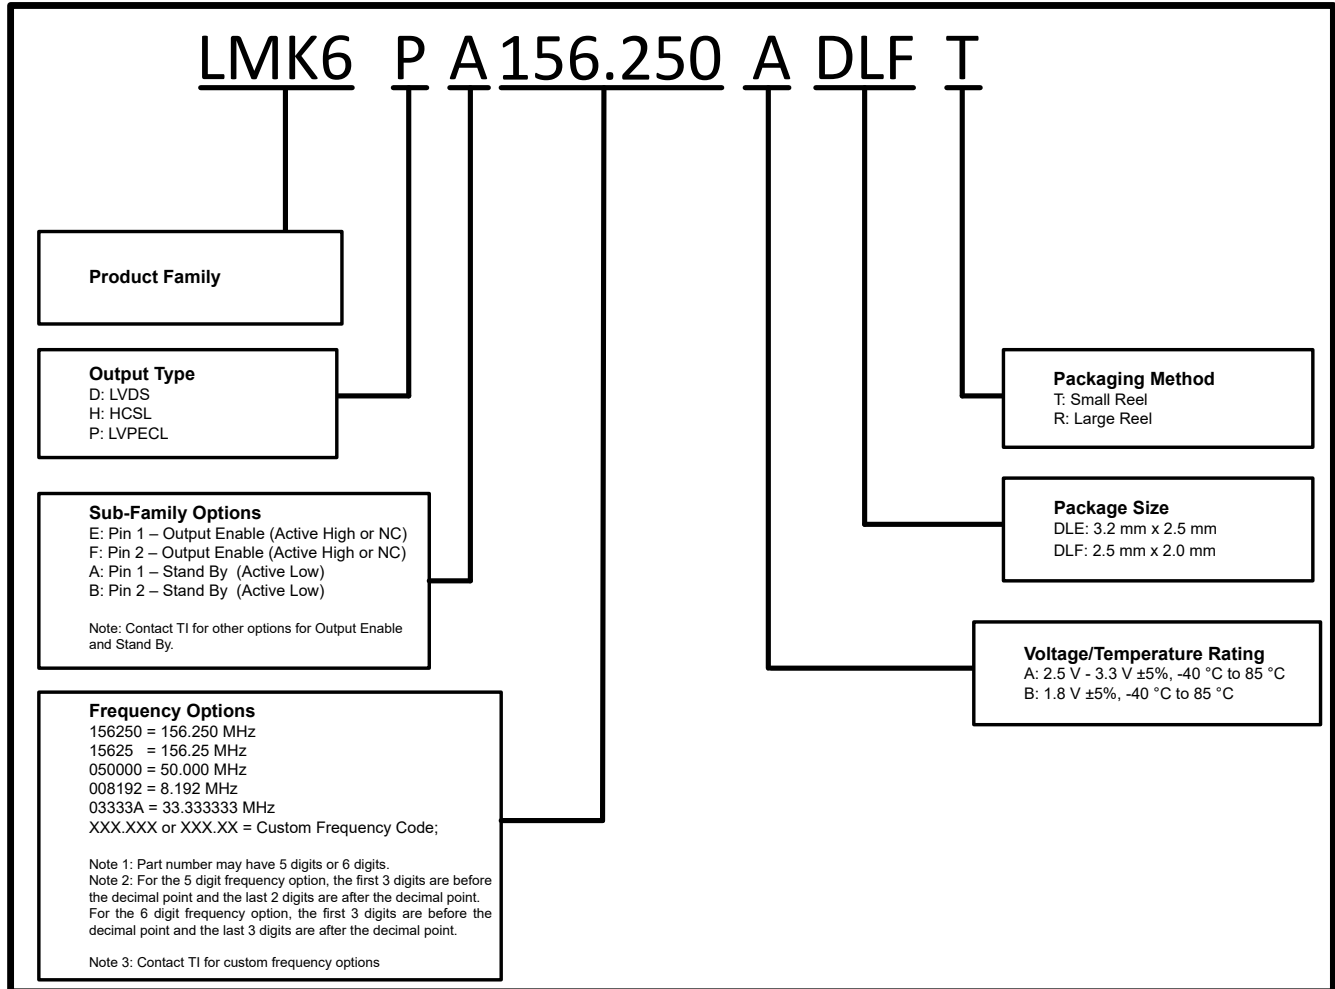 LMK6 P A 156.250 A DLF T
Product Family
Output Type
D: LVDS
H: HCSL
P: LVPECL
Sub-Family Options
E: Pin 1 – Output Enable (Active High or NC)
F: Pin 2 – Output Enable (Active High or NC)
A: Pin 1 – Stand By (Active Low)
B: Pin 2 – Stand By (Active Low)
Note: Contact TI for other options for Output Enable
and Stand By.
Frequency Options
156250 = 156.250 MHz
15625 = 156.25 MHz
050000 = 50.000 MHz
008192 = 8.192 MHz
03333A = 33.333333 MHz
XXX.XXX or XXX.XX = Custom Frequency Code;
Note 1: Part number may have 5 digits or 6 digits.
Note 2: For the 5 digit frequency option, the first 3 digits are before
the decimal point and the last 2 digits are after the decimal point.
For the 6 digit frequency option, the first 3 digits are before the
decimal point and the last 3 digits are after the decimal point.
Note 3: Contact TI for custom frequency options
Packaging Method
T: Small Reel
R: Large Reel
Package Size
DLE: 3.2 mm x 2.5 mm
DLF: 2.5 mm x 2.0 mm
Voltage/Temperature Rating
A: 2.5 V - 3.3 V ±5%, -40 °C to 85 °C
B: 1.8 V ±5%, -40 °C to 85 °C